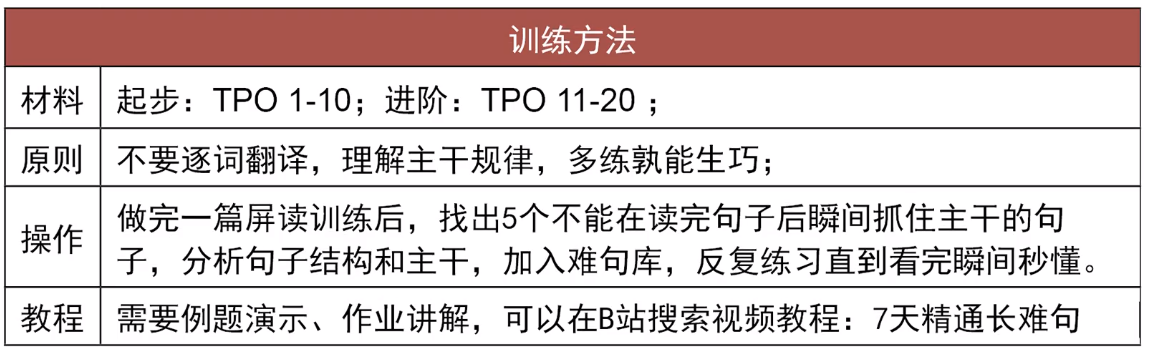 训练方法
材料 起步：TPO 1-10；进阶：TPO 11-20；
原则 不要逐词翻译，理解主干规律，多练孰能生巧；
操作 做完一篇屏读训练后，找出5个不能在读完句子后瞬间抓住主干的句
子，分析句子结构和主干，加入难句库，反复练习直到看完瞬间秒懂。
教程 需要例题演示、作业讲解，可以在B站搜索视频教程：7天精通长难句